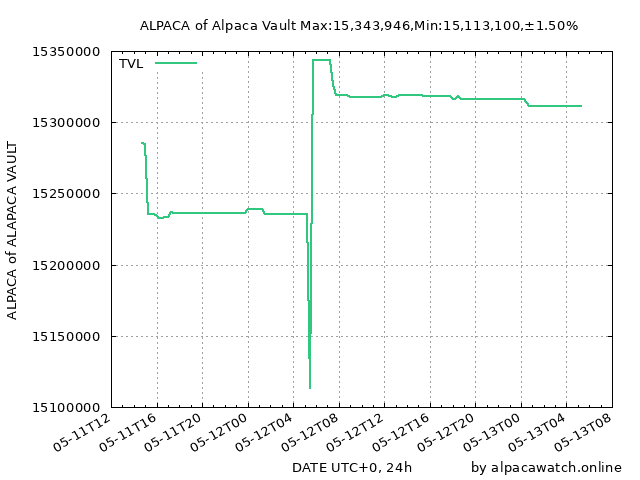 ALPACA of Alpaca Vault Max:15,343,946,Min:15,113,100,±1.50%
15350000
TVL
15300000
15250000
15200000
15150000
15100000
ALPACA of ALAPACA VAULT
05-11T12
05-11T16
05-11T20
05-12T00
05-12T04
05-12T08
05-12T12
05-12T16
05-12T20
05-13T00
05-13T04
05-13T08
DATE UTC+0, 24h
by alpacawatch.online